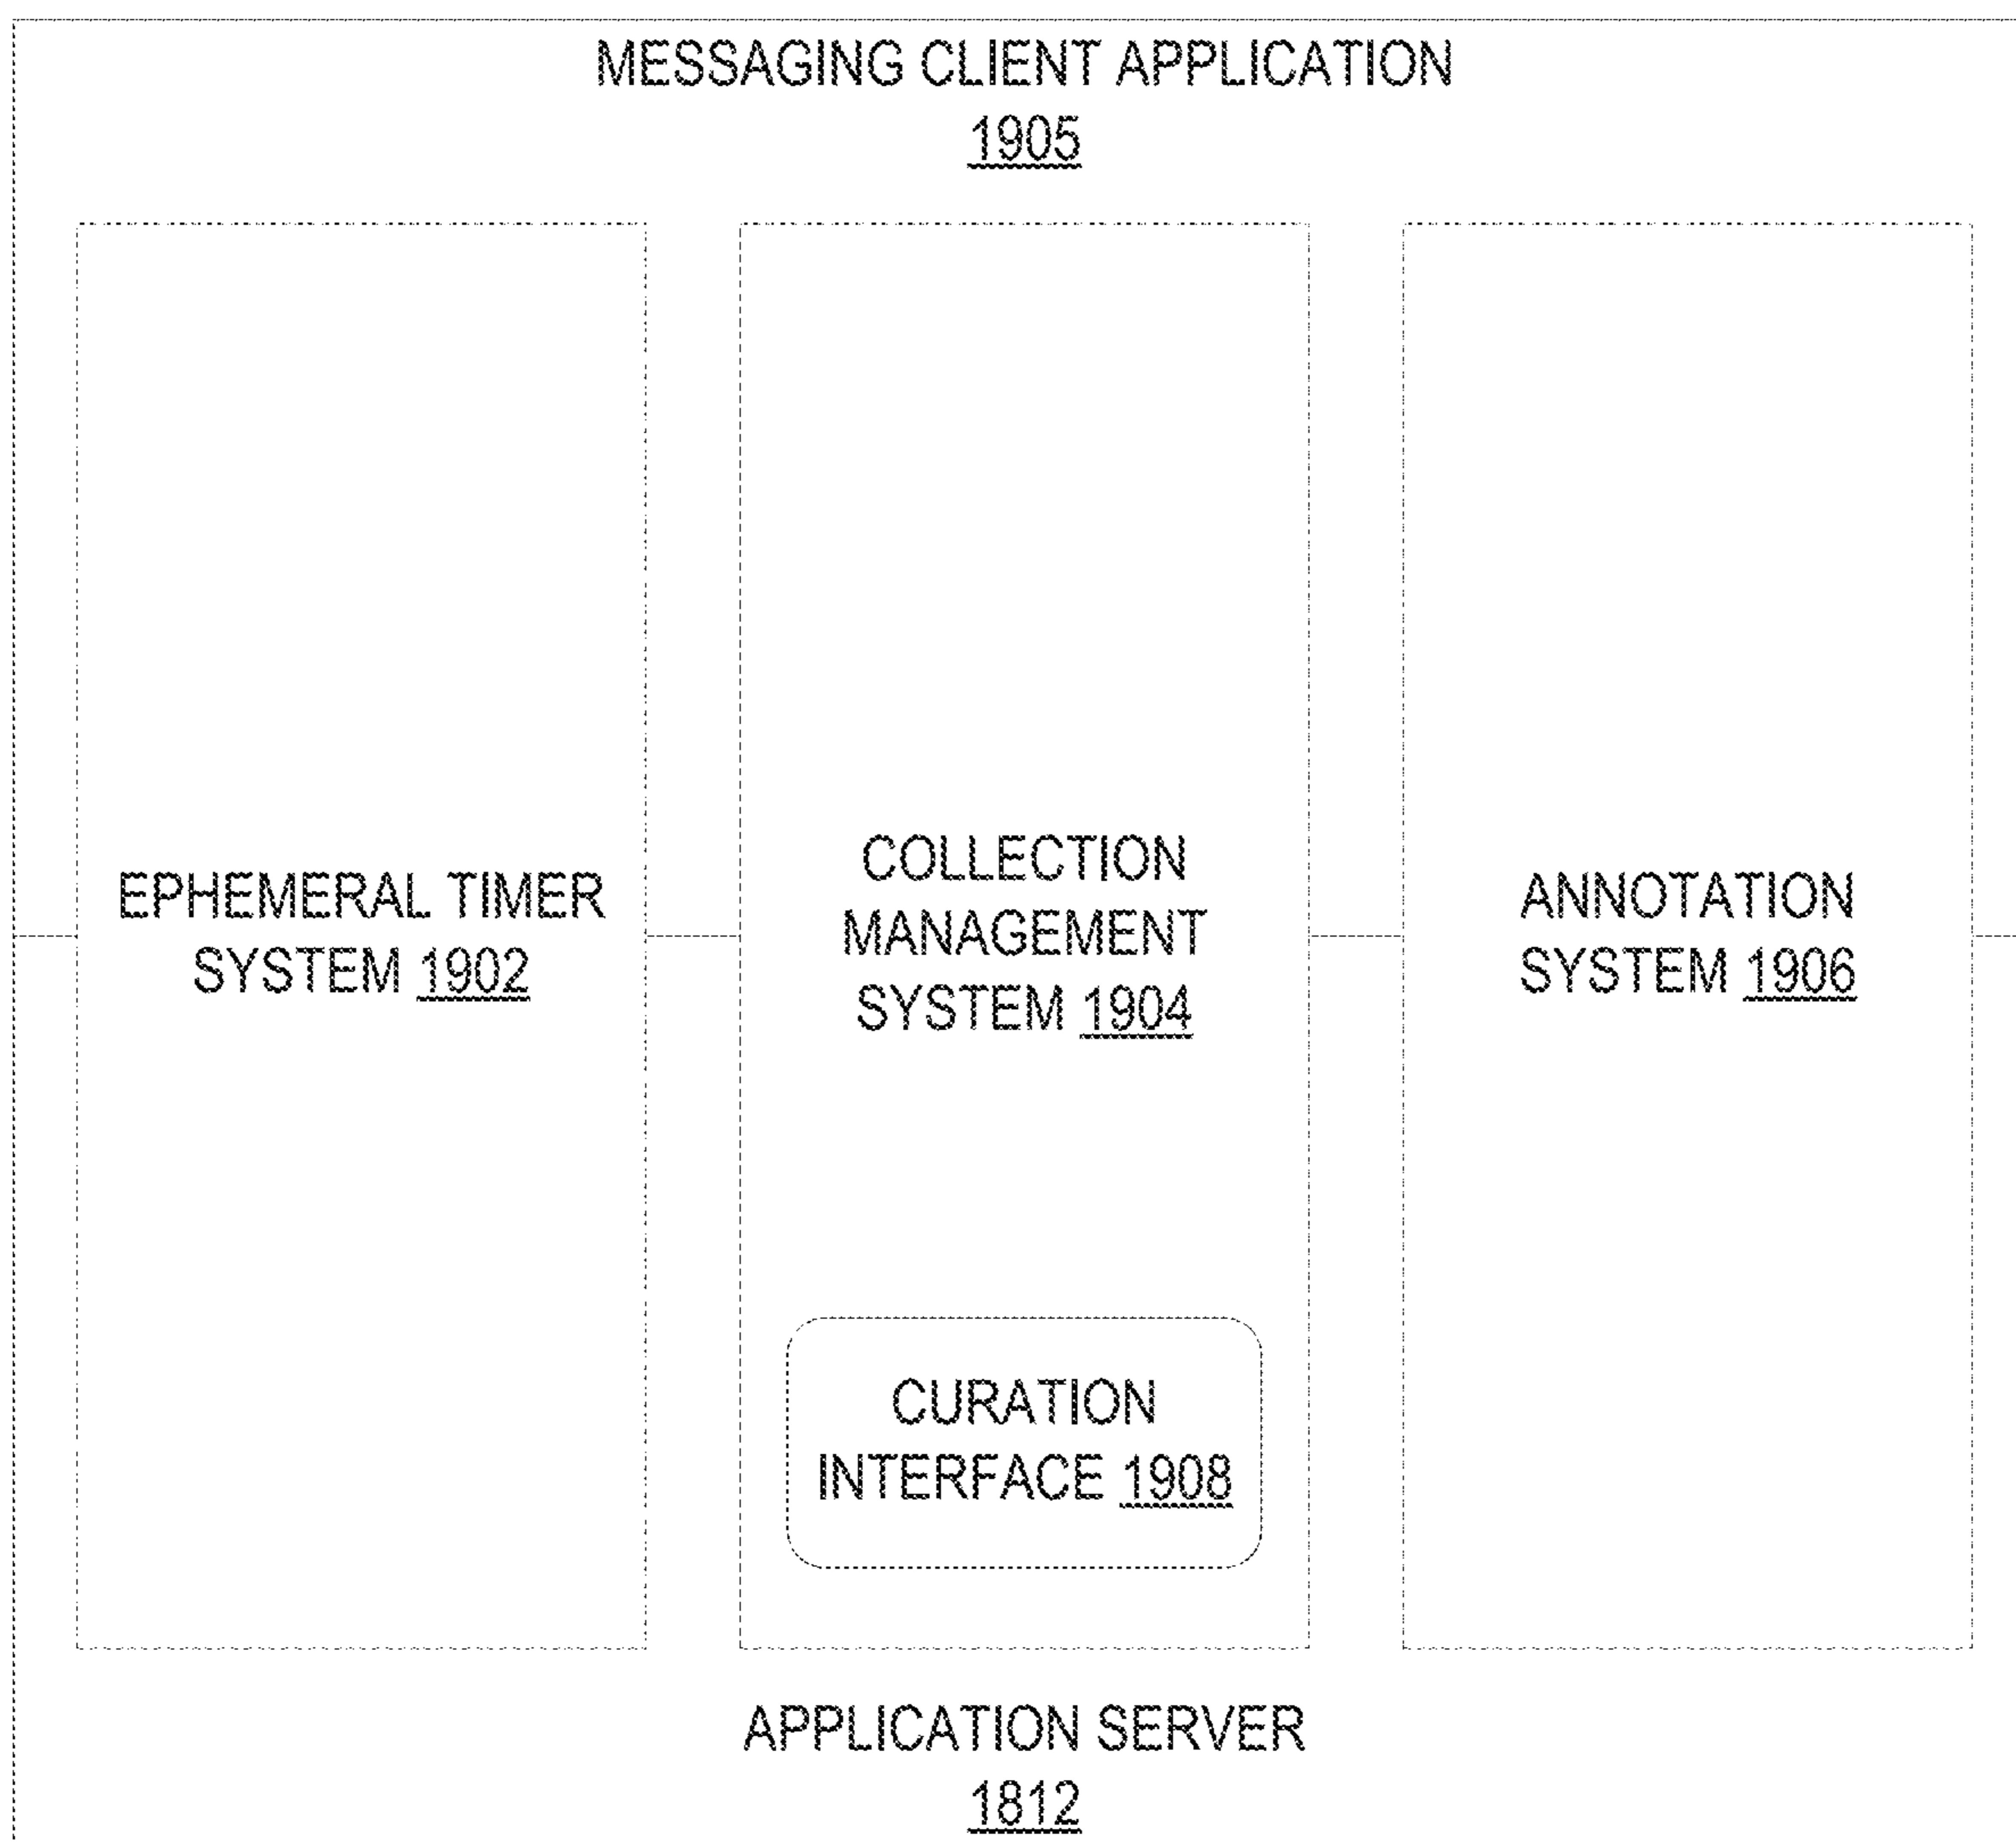 MESSAGING CLIENT APPLICATION
1905
EPHEMERAL TIMER
SYSTEM 1902
COLLECTION
MANAGEMENT
SYSTEM 1904
CURATION
INTERFACE 1908
ANNOTATION
SYSTEM 1906
APPLICATION SERVER
1812